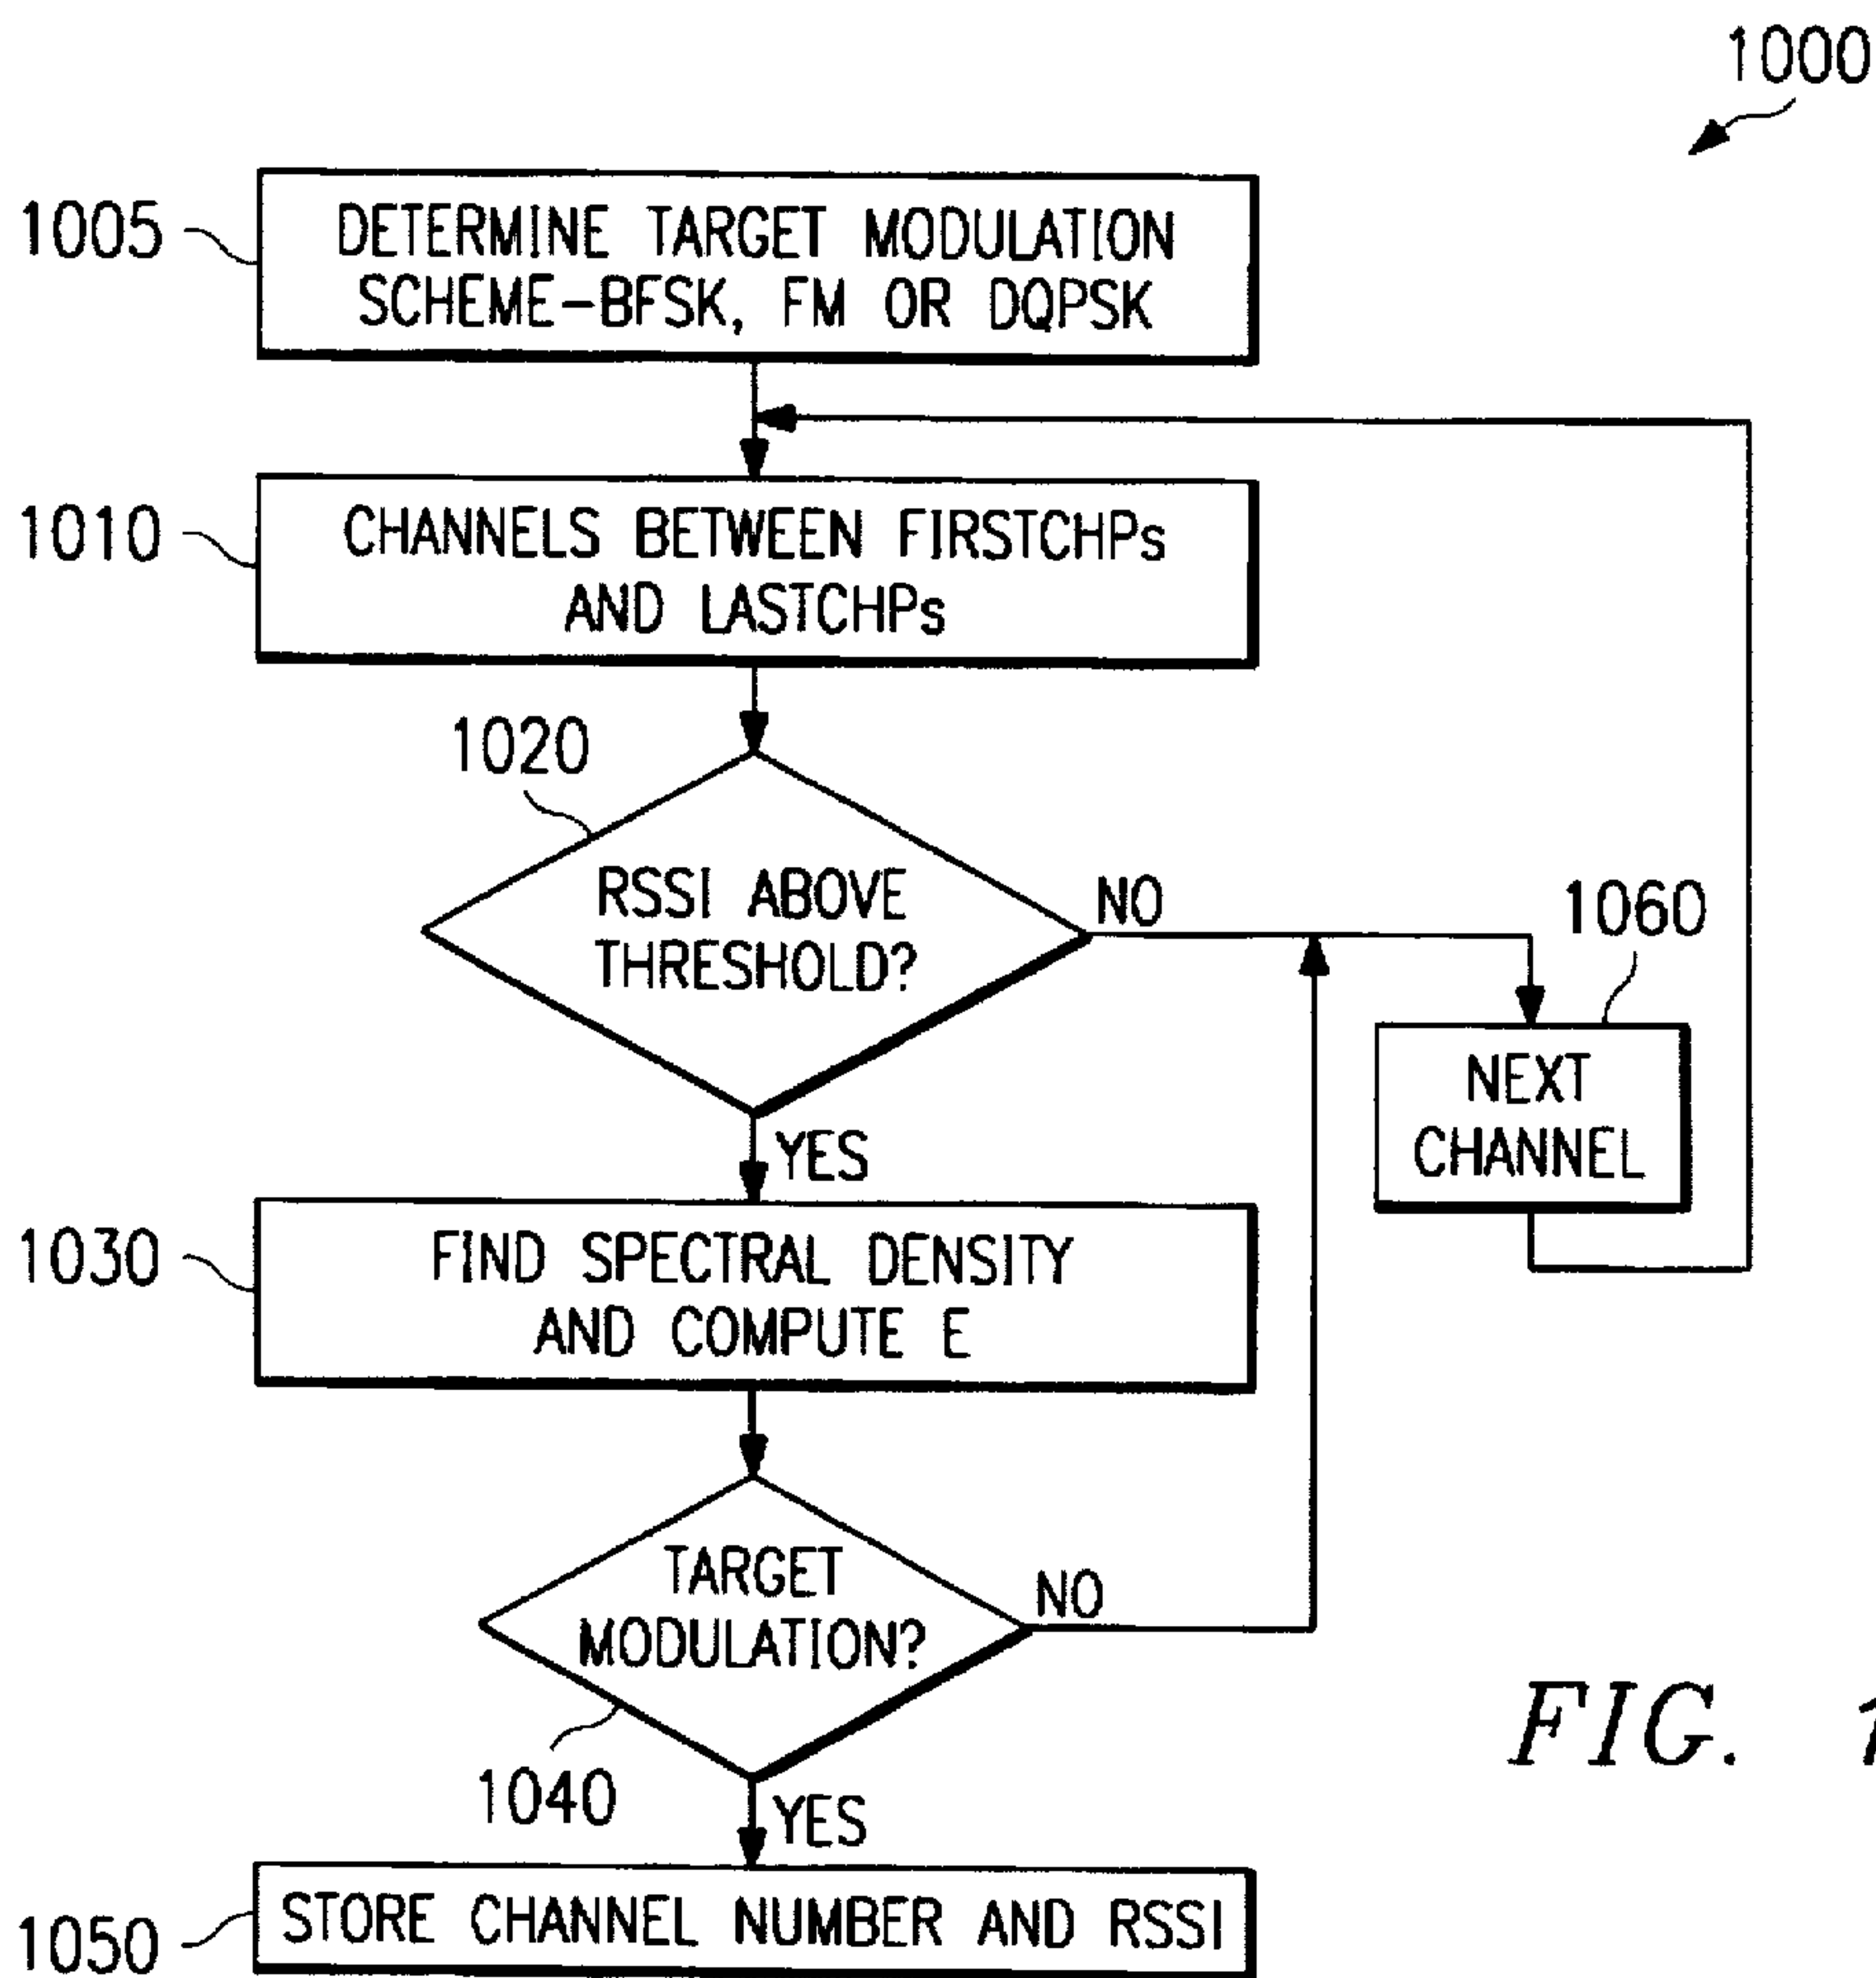 1000
1005
DETERMINE TARGET MODULATION
SCHEME-BFSK, FM OR DQPSK
1010
CHANNELS BETWEEN FIRSTCHPs
AND LASTCHPs
1020
RSSI ABOVE
THRESHOLD?
NO
1060
NEXT
CHANNEL
YES
1030
FIND SPECTRAL DENSITY
AND COMPUTE E
TARGET
MODULATION?
NO
1040
YES
FIG. 1
1050
STORE CHANNEL NUMBER AND RSSI